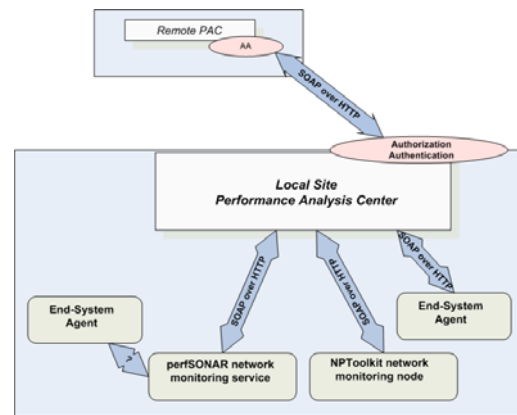 Remote PAC
AA
SOAP over HTTP
Authorization
Authentication
Local Site
Performance Analysis Center
SOAP over HTTP
SOAP over HTTP
SOAP over HTTP
End-System
Agent
End-System
Agent
?
perfSONAR network
monitoring service
NPToolkit network
monitoring node